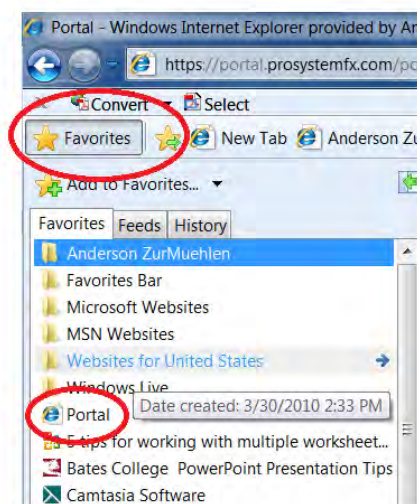 Portal - Windows Internet Explorer provided by An
https://portal.prosystemfx.com/po
Convert Select
Favorites New Tab Anderson Zu
Add to Favorites...
Favorites Feeds History
Anderson ZurMuehlen
Favorites Bar
Microsoft Websites
MSN Websites
Websites for United States
Windows Live
Portal
Date created: 3/30/2010 2:33 PM
5 tips for working with multiple worksheet...
Bates College PowerPoint Presentation Tips
Camtasia Software